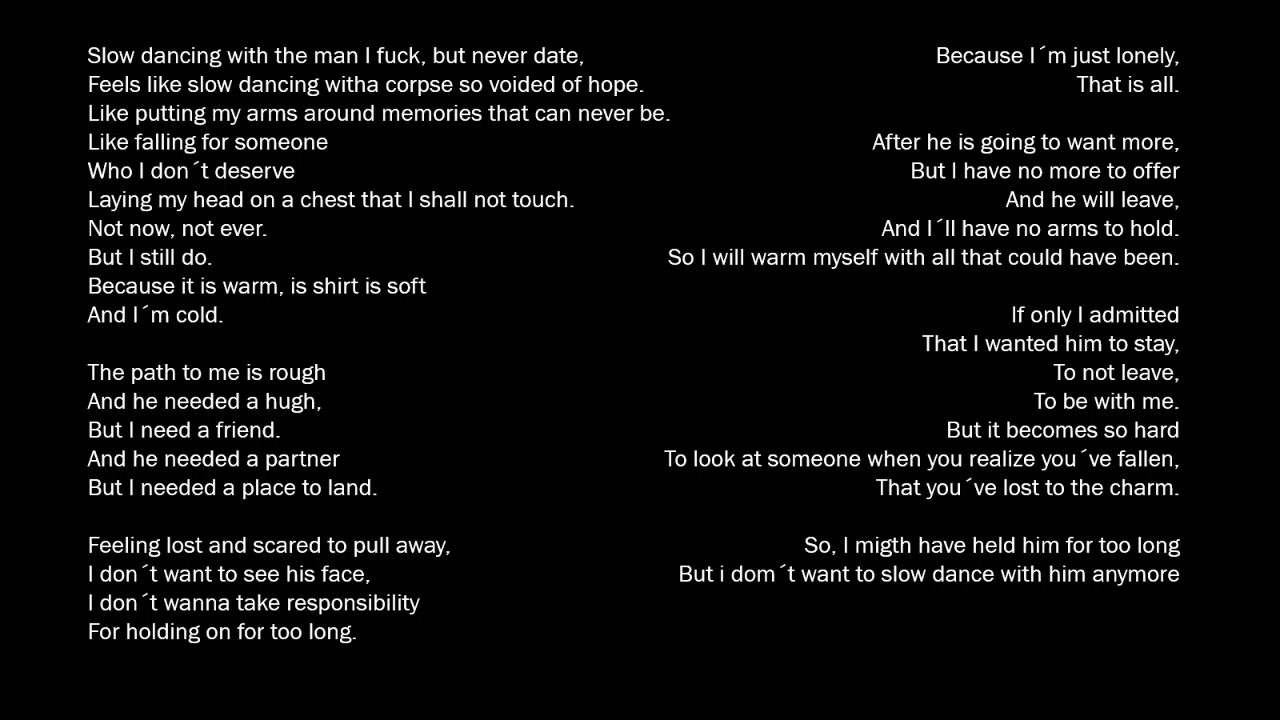 Slow dancing with the man I fuck, but never date,
Feels like slow dancing witha corpse so voided of hope.
Like putting my arms around memories that can never be.
Like falling for someone
Who I don´t deserve
Laying my head on a chest that I shall not touch.
Not now, not ever.
But I still do.
Because it is warm, is shirt is soft
And I´m cold.

The path to me is rough
And he needed a hugh,
But I need a friend.
And he needed a partner
But I needed a place to land.

Feeling lost and scared to pull away,
I don´t want to see his face,
I don´t wanna take responsibility
For holding on for too long.

Because I´m just lonely,
That is all.

After he is going to want more,
But I have no more to offer
And he will leave,
And I´ll have no arms to hold.
So I will warm myself with all that could have been.

If only I admitted
That I wanted him to stay,
To not leave,
To be with me.
But it becomes so hard
To look at someone when you realize you´ve fallen,
That you´ve lost to the charm.

So, I migth have held him for too long
But i dom´t want to slow dance with him anymore